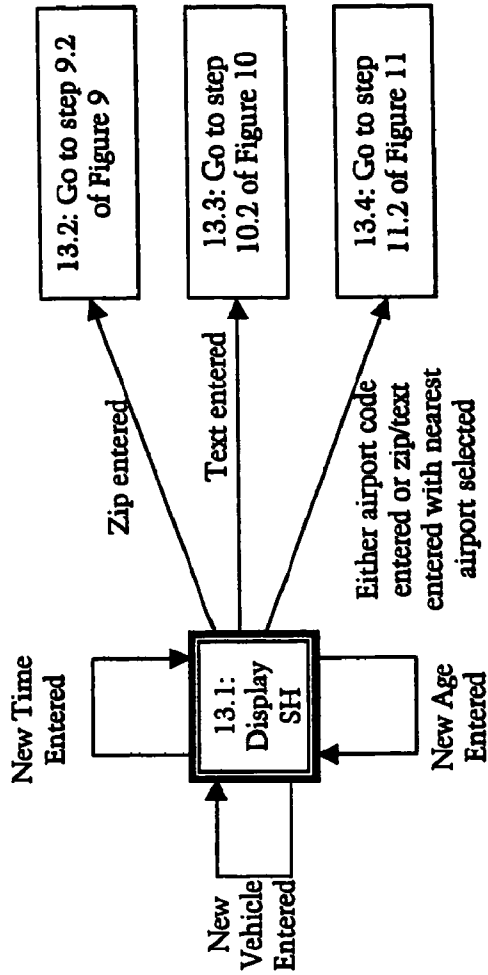 New Time
Entered
New
Vehicle
Entered
13.1:
Display
SH
New Age
Entered
Zip entered
Text entered
Either airport code
entered or zip/text
entered with nearest
airport selected
13.2: Go to step 9.2
of Figure 9
13.3: Go to step
10.2 of Figure 10
13.4: Go to step
11.2 of Figure 11